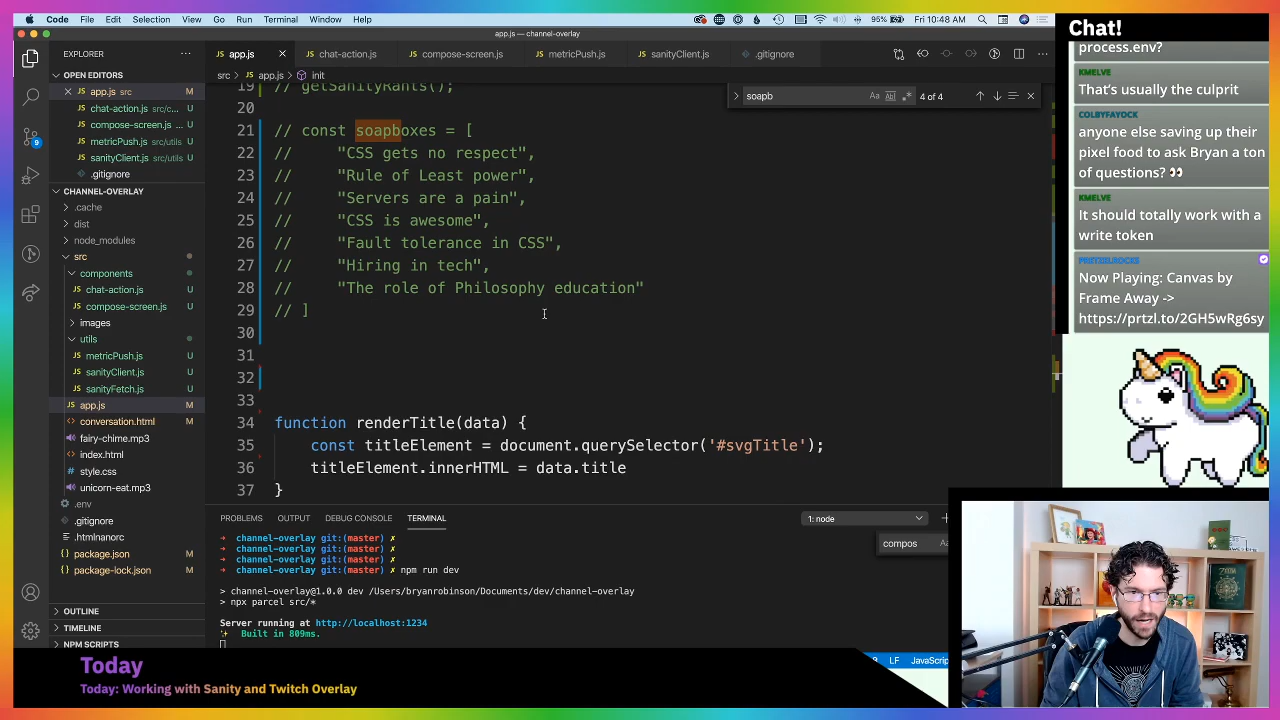 Code File Edit Selection View Go Run Terminal Window Help 96% Fri 10:48 AM
app.js — channel-overlay
EXPLORER
OPEN EDITORS
app.js M
chat-action.js src/c... U
compose-screen.js ... U
metricPush.js src/utils U
sanityClient.js src/utils U
.gitignore
CHANNEL-OVERLAY
.cache
dist
node_modules
src
components
chat-action.js U
compose-screen.js U
images
utils
metricPush.js U
sanityClient.js U
sanityFetch.js U
app.js M
conversation.html M
fairy-chime.mp3
index.html
style.css
unicorn-eat.mp3
.env
.gitignore
.htmlnanorc
package.json M
package-lock.json M
OUTLINE
TIMELINE
NPM SCRIPTS
9
app.js chat-action.js compose-screen.js metricPush.js sanityClient.js .gitignore
src > app.js > init
soapb Aa Abl 4 of 4
19 // getSanityRants();
20
21 // const soapboxes = [
22 // "CSS gets no respect",
23 // "Rule of Least power",
24 // "Servers are a pain",
25 // "CSS is awesome",
26 // "Fault tolerance in CSS",
27 // "Hiring in tech",
28 // "The role of Philosophy education"
29 // ]
30
31
32
33
34 function renderTitle(data) {
35 const titleElement = document.querySelector('#svgTitle');
36 titleElement.innerHTML = data.title
37 }
PROBLEMS OUTPUT DEBUG CONSOLE TERMINAL 1: node
compos Aa
➜ channel-overlay git:(master) ✗
➜ channel-overlay git:(master) ✗
➜ channel-overlay git:(master) ✗
➜ channel-overlay git:(master) ✗ npm run dev
> channel-overlay@1.0.0 dev /Users/bryanrobinson/Documents/dev/channel-overlay
> npx parcel src/*
Server running at http://localhost:1234
✨ Built in 809ms.
LF JavaScrip
Chat!
process.env?
KMELVE
That's usually the culprit
COLBYFAYOCK
anyone else saving up their
pixel food to ask Bryan a ton
of questions? 👀
KMELVE
It should totally work with a
write token
PRETZELROCKS
Now Playing: Canvas by
Frame Away ->
https://prtzl.to/2GH5wRg6sy
Today
Today: Working with Sanity and Twitch Overlay